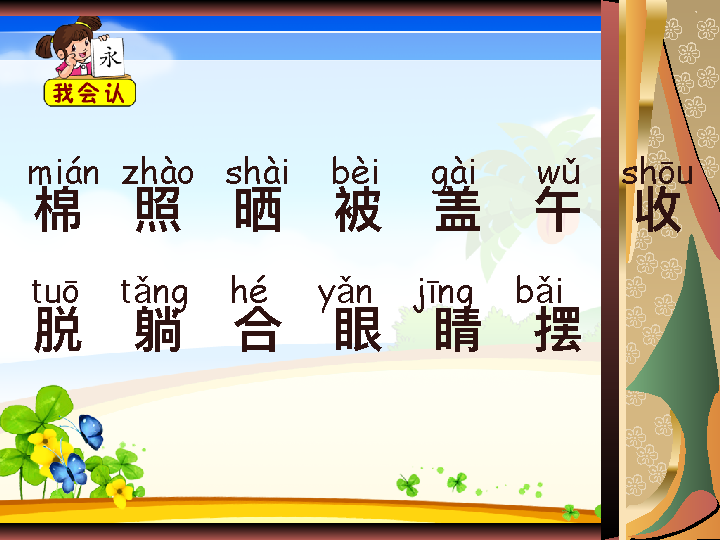 永
我会认
mián zhào shài bèi gài wǔ shōu
棉 照 晒 被 盖 午 收
tuō tǎng hé yǎn jīng bǎi
脱 躺 合 眼 睛 摆